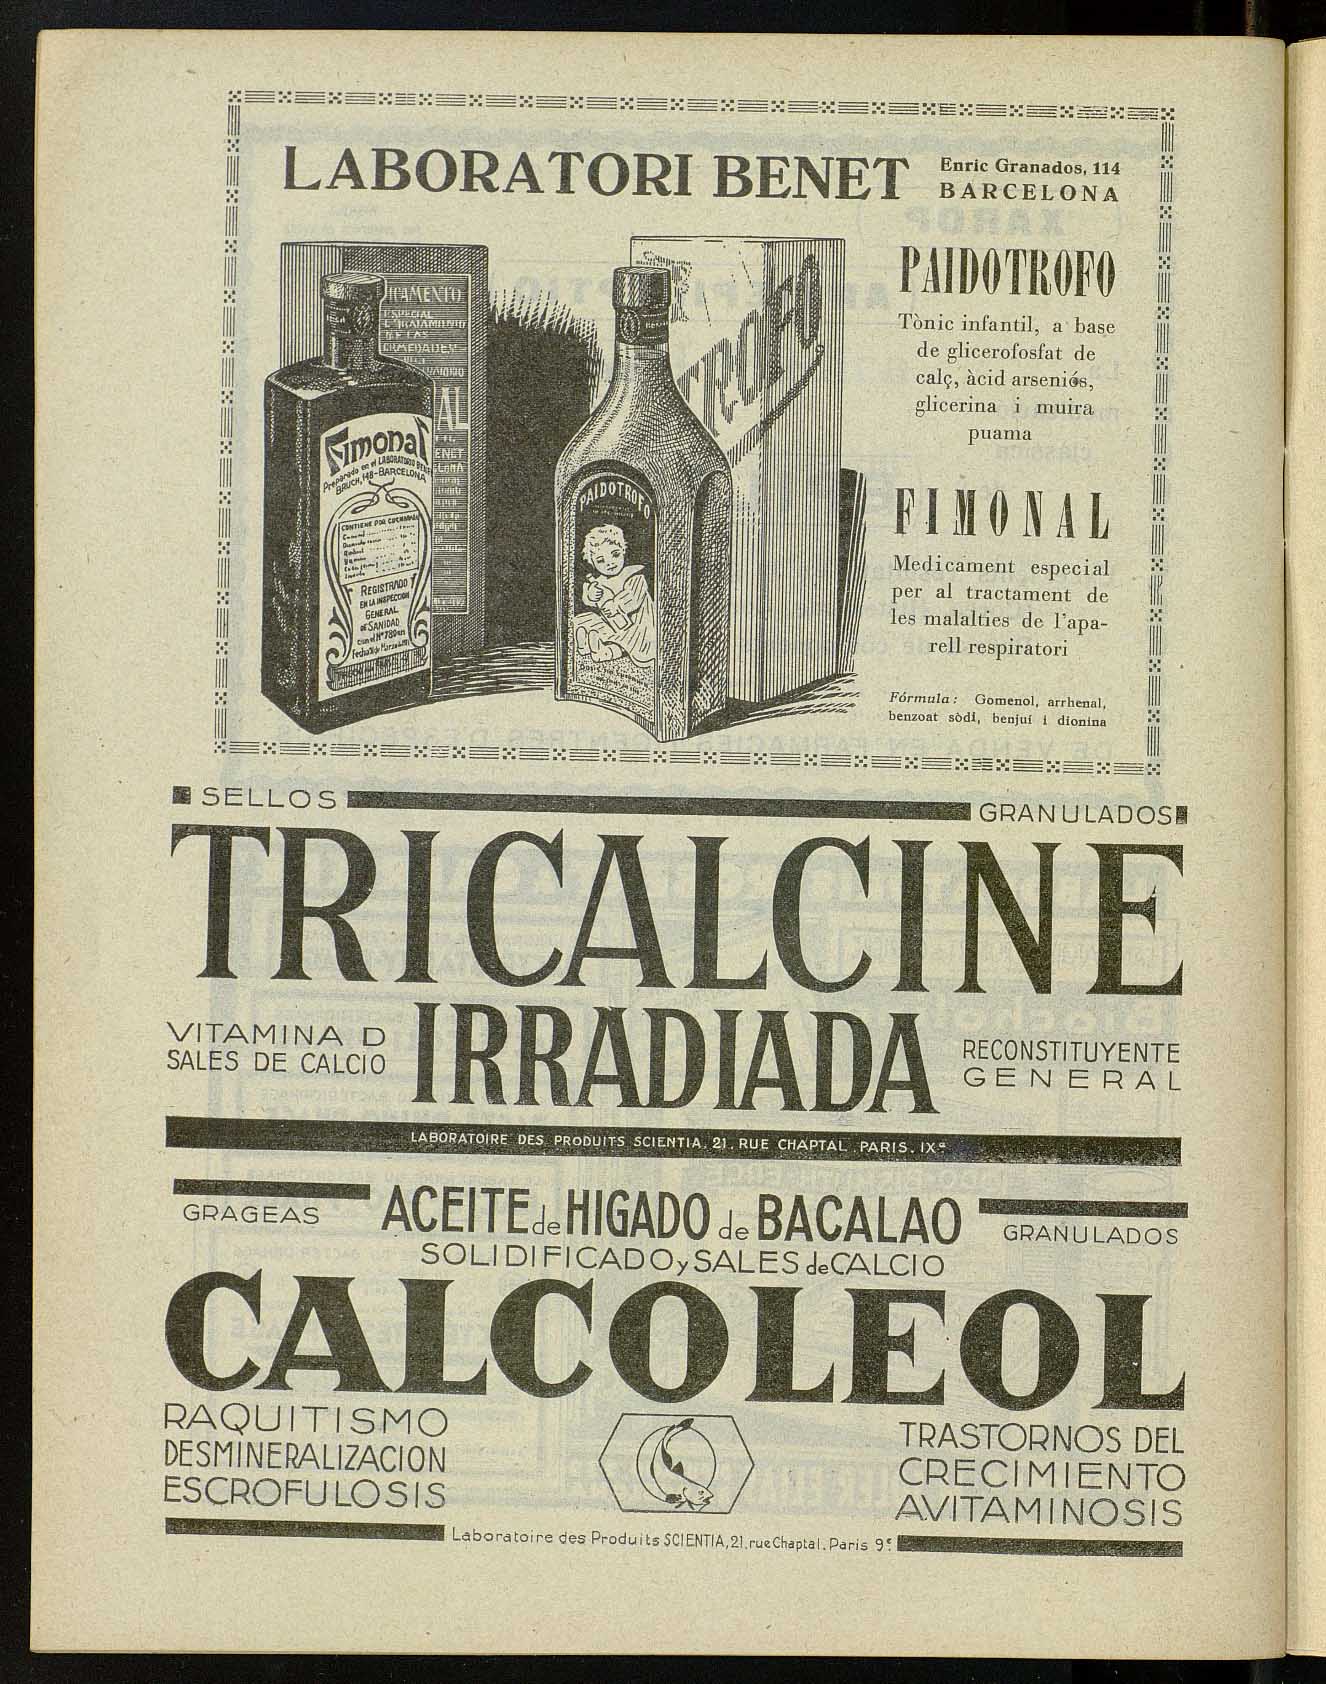 LABORATORI BENET
Enric Granados, 114
BARCELONA
PAIDOTROFO
Tònic infantil, a base
de glicerofosfat de
calç, àcid arseniós,
glicerina i muira
puama
FIMONAL
Medicament especial
per al tractament de
les malalties de l'apa-
rell respiratori
Fórmula: Gomenol, arrhenal,
benzoat sòdi, benjuí i dionina
Fimonal
Preparado en el LABORATORIO BENET
BRUCH, 148-BARCELONA
CONTIENE POR CUCHARADA
REGISTRADO
EN LA INSPECCION
GENERAL
DE SANIDAD
PAIDOTROFO
SELLOS
GRANULADOS
TRICALCINE
IRRADIADA
VITAMINA D
SALES DE CALCIO
RECONSTITUYENTE
GENERAL
LABORATOIRE DES PRODUITS SCIENTIA. 21. RUE CHAPTAL. PARIS. IXe
GRAGEAS
ACEITE de HIGADO de BACALAO
GRANULADOS
SOLIDIFICADO y SALES de CALCIO
CALCOLEOL
RAQUITISMO
DESMINERALIZACION
ESCROFULOSIS
TRASTORNOS DEL
CRECIMIENTO
AVITAMINOSIS
Laboratoire des Produits SCIENTIA, 21. rue Chaptal. Paris 9e